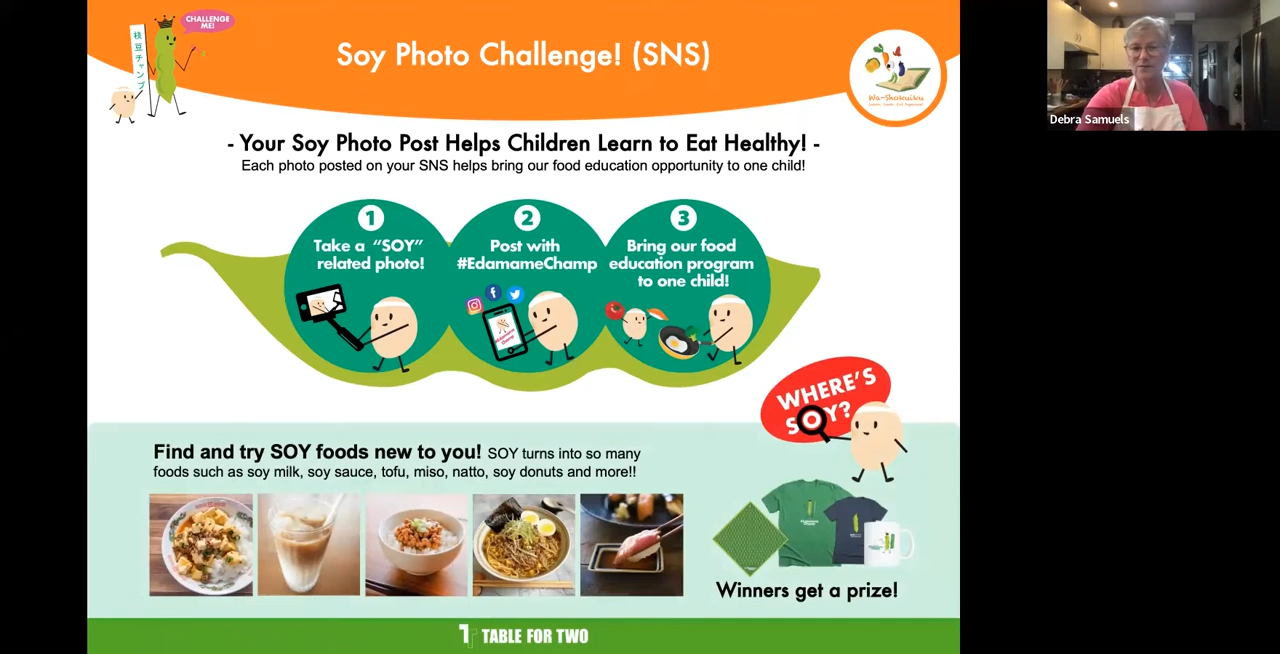 CHALLENGE
ME!
枝豆チャンプ
Soy Photo Challenge! (SNS)
Wa-Shokuiku
Debra Samuels
- Your Soy Photo Post Helps Children Learn to Eat Healthy! -
Each photo posted on your SNS helps bring our food education opportunity to one child!
1
Take a “SOY”
related photo!
2
Post with
#EdamameChamp
3
Bring our food
education program
to one child!
WHERE'S
SOY?
Find and try SOY foods new to you! SOY turns into so many
foods such as soy milk, soy sauce, tofu, miso, natto, soy donuts and more!!
Winners get a prize!
TABLE FOR TWO